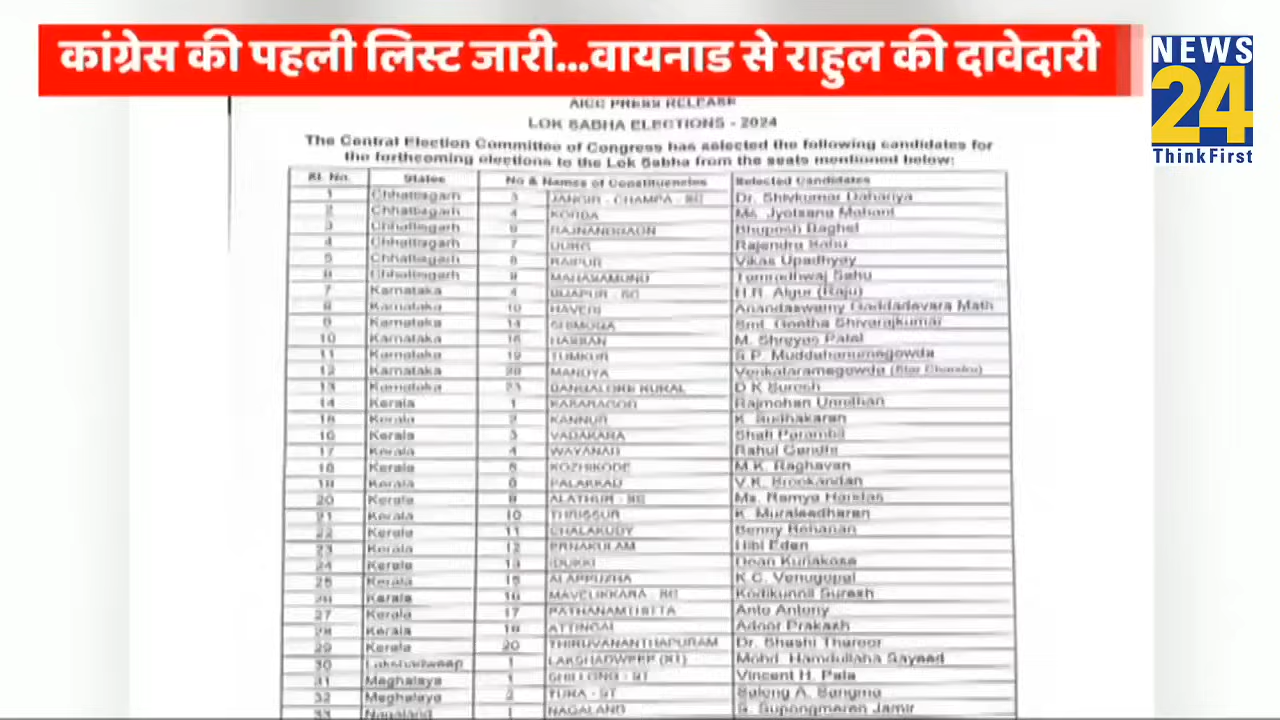 कांग्रेस की पहली लिस्ट जारी...वायनाड से राहुल की दावेदारी
NEWS
24
ThinkFirst
AICC PRESS RELEASE
LOK SABHA ELECTIONS - 2024
The Central Election Committee of Congress has selected the following candidates for
the forthcoming elections to the Lok Sabha from the seats mentioned below:
Sl. No. States No & Names of Constituencies Selected Candidates
1 Chhattisgarh 3 JANGIR - CHAMPA - SC Dr. Shivkumar Dahariya
2 Chhattisgarh 4 KORBA Ms. Jyotsana Mahant
3 Chhattisgarh 6 RAJNANDGAON Bhupesh Baghel
4 Chhattisgarh 7 DURG Rajendra Sahu
5 Chhattisgarh 8 RAIPUR Vikas Upadhyay
6 Chhattisgarh 9 MAHASAMUND Tamradhwaj Sahu
7 Karnataka 4 BIJAPUR - SC H.R. Algur (Raju)
8 Karnataka 10 HAVERI Anandaswamy Gaddadevara Math
9 Karnataka 14 SHIMOGA Smt. Geetha Shivarajkumar
10 Karnataka 16 HASSAN M. Shreyas Patel
11 Karnataka 19 TUMKUR S.P. Muddahanumegowda
12 Karnataka 20 MANDYA Venkataramegowda (Star Chandru)
13 Karnataka 23 BANGALORE RURAL D K Suresh
14 Kerala 1 KASARAGOD Rajmohan Unnithan
15 Kerala 2 KANNUR K. Sudhakaran
16 Kerala 3 VADAKARA Shafi Parambil
17 Kerala 4 WAYANAD Rahul Gandhi
18 Kerala 5 KOZHIKODE M.K. Raghavan
19 Kerala 8 PALAKKAD V.K. Sreekandan
20 Kerala 9 ALATHUR - SC Ms. Ramya Haridas
21 Kerala 10 THRISSUR K. Muraleedharan
22 Kerala 11 CHALAKUDY Benny Behanan
23 Kerala 12 ERNAKULAM Hibi Eden
24 Kerala 13 IDUKKI Dean Kuriakose
25 Kerala 15 ALAPPUZHA K.C. Venugopal
26 Kerala 16 MAVELIKKARA - SC Kodikunnil Suresh
27 Kerala 17 PATHANAMTHITTA Anto Antony
28 Kerala 19 ATTINGAL Adoor Prakash
29 Kerala 20 THIRUVANANTHAPURAM Dr. Shashi Tharoor
30 Lakshadweep 1 LAKSHADWEEP (ST) Mohd. Hamdullaha Sayeed
31 Meghalaya 1 SHILLONG - ST Vincent H. Pala
32 Meghalaya 2 TURA - ST Saleng A. Sangma
33 Nagaland 1 NAGALAND S. Supongmeren Jamir